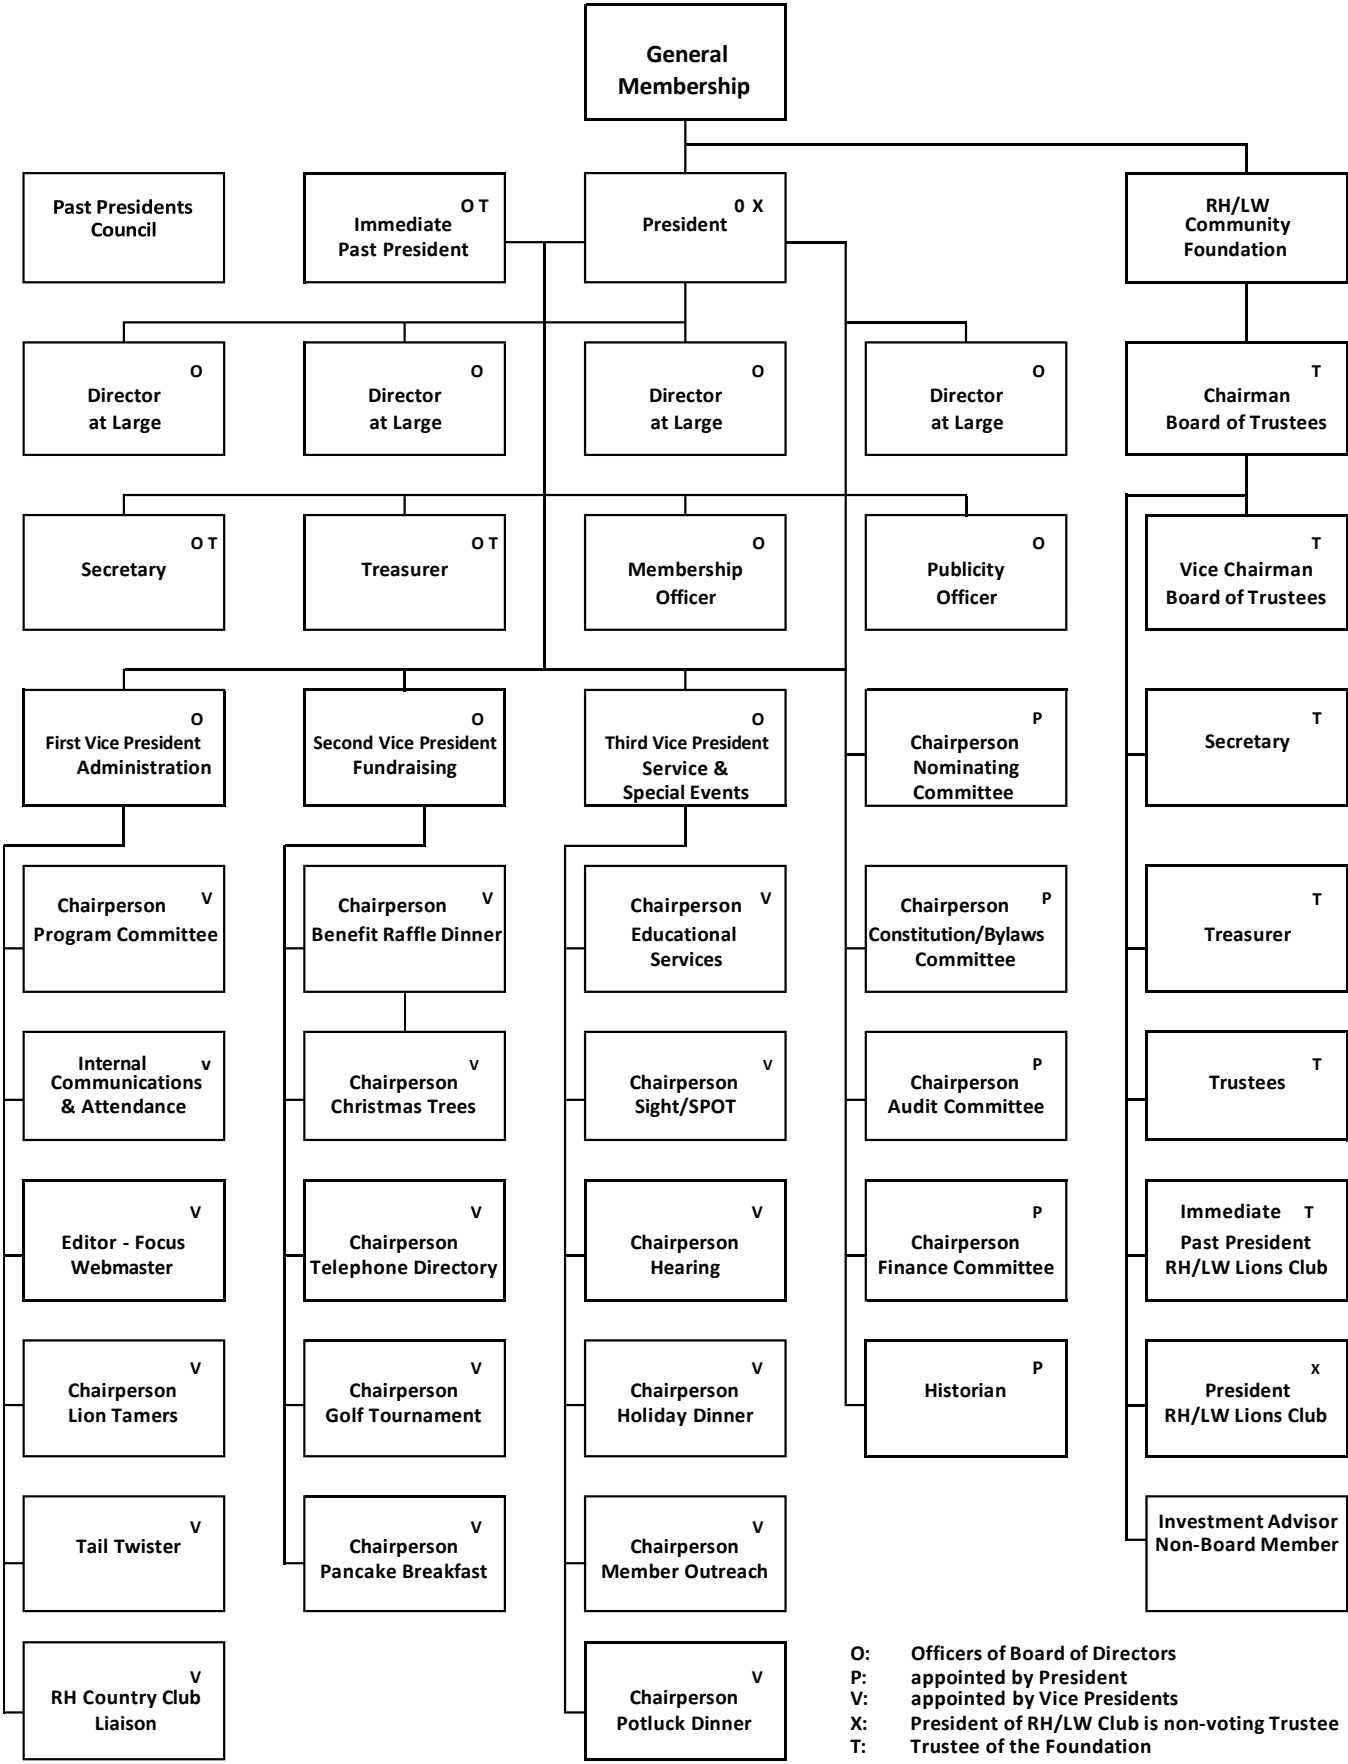 General
Membership
Past Presidents
Council
O T
Immediate
Past President
0 X
President
RH/LW
Community
Foundation
O
Director
at Large
O
Director
at Large
O
Director
at Large
O
Director
at Large
T
Chairman
Board of Trustees
O T
Secretary
O T
Treasurer
O
Membership
Officer
O
Publicity
Officer
T
Vice Chairman
Board of Trustees
O
First Vice President
Administration
O
Second Vice President
Fundraising
O
Third Vice President
Service &
Special Events
P
Chairperson
Nominating
Committee
T
Secretary
Chairperson V
Program Committee
Chairperson V
Benefit Raffle Dinner
Chairperson V
Educational
Services
Chairperson P
Constitution/Bylaws
Committee
T
Treasurer
Internal v
Communications
& Attendance
V
Chairperson
Christmas Trees
V
Chairperson
Sight/SPOT
P
Chairperson
Audit Committee
T
Trustees
V
Editor - Focus
Webmaster
V
Chairperson
Telephone Directory
V
Chairperson
Hearing
P
Chairperson
Finance Committee
Immediate T
Past President
RH/LW Lions Club
V
Chairperson
Lion Tamers
V
Chairperson
Golf Tournament
V
Chairperson
Holiday Dinner
P
Historian
X
President
RH/LW Lions Club
V
Tail Twister
V
Chairperson
Pancake Breakfast
V
Chairperson
Member Outreach
Investment Advisor
Non-Board Member
V
RH Country Club
Liaison
V
Chairperson
Potluck Dinner
O: Officers of Board of Directors
P: appointed by President
V: appointed by Vice Presidents
X: President of RH/LW Club is non-voting Trustee
T: Trustee of the Foundation